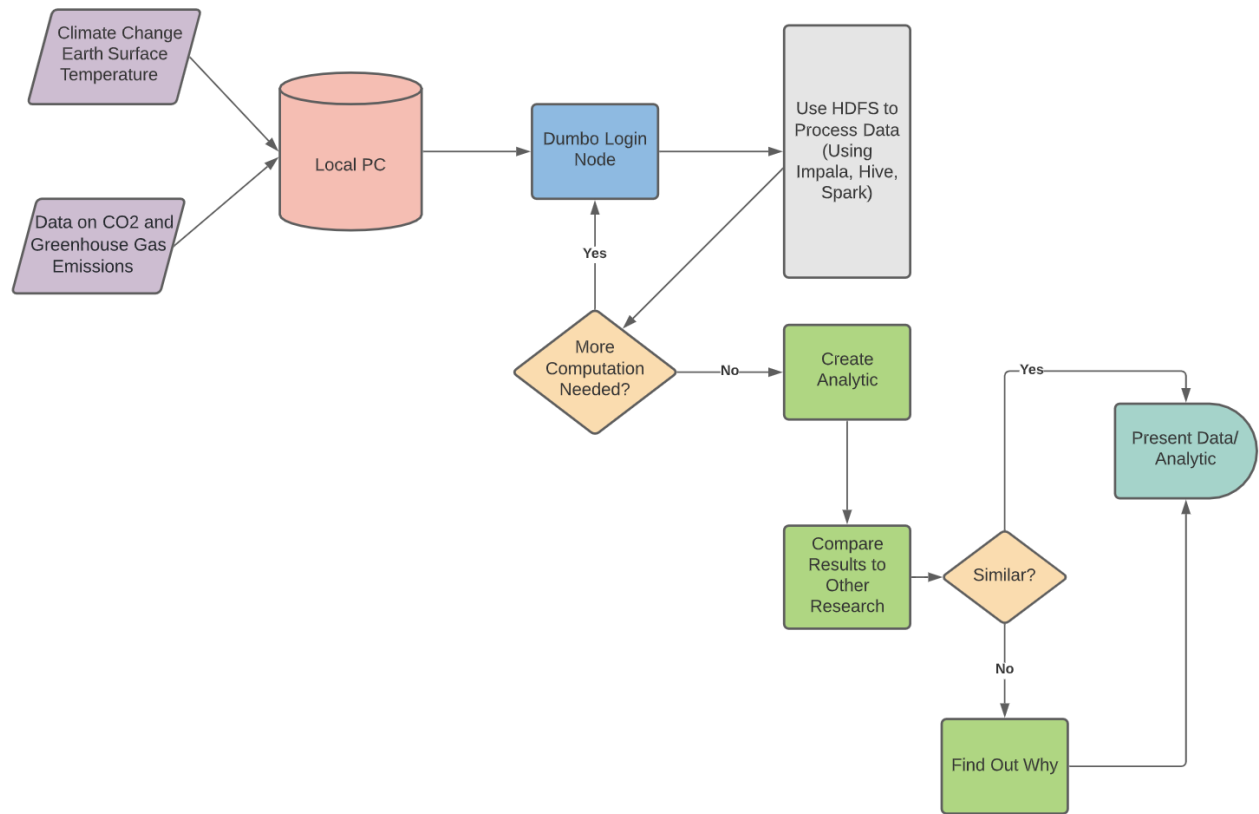 Climate Change
Earth Surface
Temperature
Data on CO2 and
Greenhouse Gas
Emissions
Local PC
Dumbo Login
Node
Use HDFS to
Process Data
(Using
Impala, Hive,
Spark)
Yes
More
Computation
Needed?
No
Create
Analytic
Compare
Results to
Other
Research
Similar?
Yes
Present Data/
Analytic
No
Find Out Why